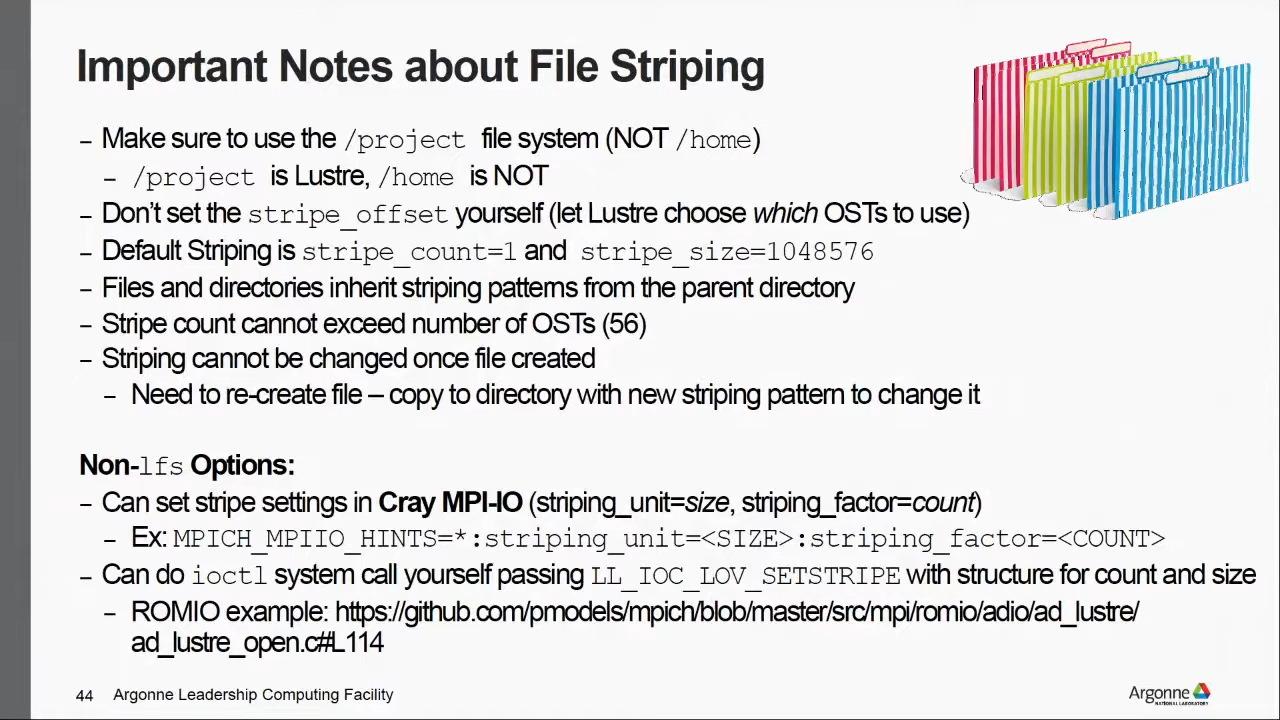 Important Notes about File Striping
– Make sure to use the /project file system (NOT /home)
– /project is Lustre, /home is NOT
– Don't set the stripe_offset yourself (let Lustre choose which OSTs to use)
– Default Striping is stripe_count=1 and stripe_size=1048576
– Files and directories inherit striping patterns from the parent directory
– Stripe count cannot exceed number of OSTs (56)
– Striping cannot be changed once file created
– Need to re-create file – copy to directory with new striping pattern to change it
Non-lfs Options:
– Can set stripe settings in Cray MPI-IO (striping_unit=size, striping_factor=count)
– Ex: MPICH_MPIIO_HINTS=*:striping_unit=<SIZE>:striping_factor=<COUNT>
– Can do ioctl system call yourself passing LL_IOC_LOV_SETSTRIPE with structure for count and size
– ROMIO example: https://github.com/pmodels/mpich/blob/master/src/mpi/romio/adio/ad_lustre/
ad_lustre_open.c#L114
44 Argonne Leadership Computing Facility
Argonne
NATIONAL LABORATORY